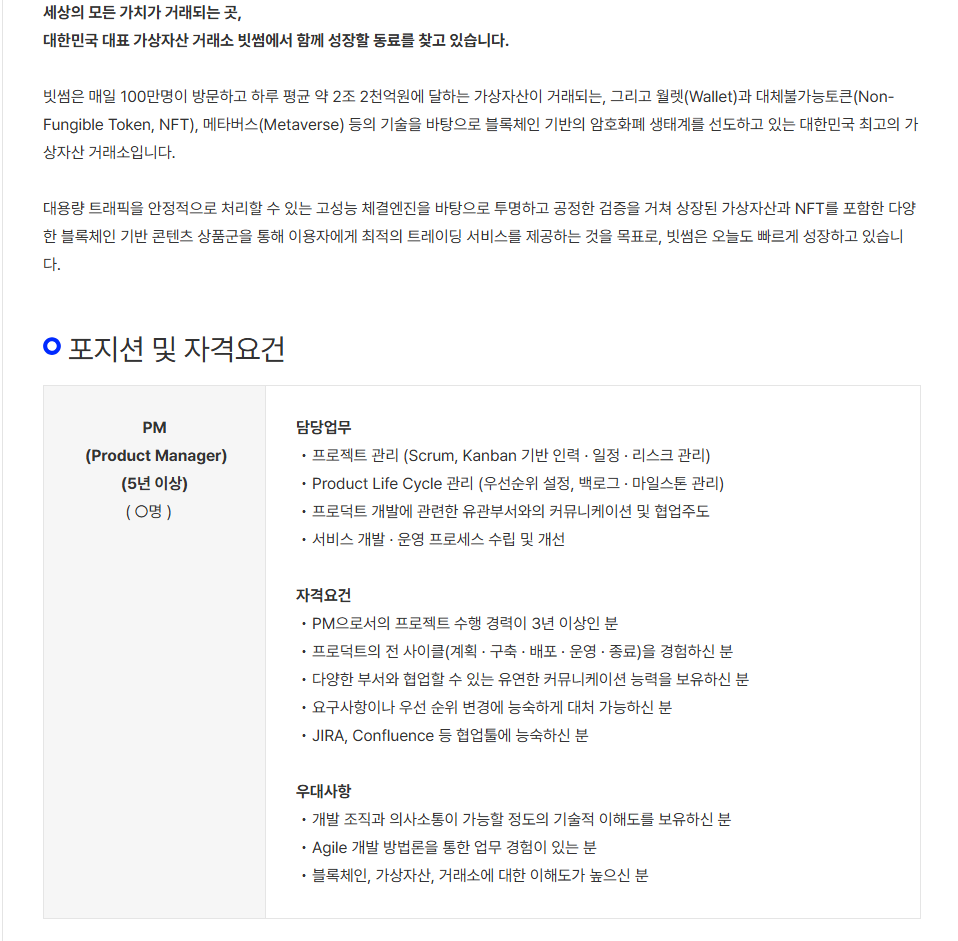 세상의 모든 가치가 거래되는 곳,
대한민국 대표 가상자산 거래소 빗썸에서 함께 성장할 동료를 찾고 있습니다.
빗썸은 매일 100만명이 방문하고 하루 평균 약 2조 2천억원에 달하는 가상자산이 거래되는, 그리고 월렛(Wallet)과 대체불가능토큰(Non-
Fungible Token, NFT), 메타버스(Metaverse) 등의 기술을 바탕으로 블록체인 기반의 암호화폐 생태계를 선도하고 있는 대한민국 최고의 가
상자산 거래소입니다.
대용량 트래픽을 안정적으로 처리할 수 있는 고성능 체결엔진을 바탕으로 투명하고 공정한 검증을 거쳐 상장된 가상자산과 NFT를 포함한 다양
한 블록체인 기반 콘텐츠 상품군을 통해 이용자에게 최적의 트레이딩 서비스를 제공하는 것을 목표로, 빗썸은 오늘도 빠르게 성장하고 있습니
다.
포지션 및 자격요건
PM
(Product Manager)
(5년 이상)
( ○명 )
담당업무
・프로젝트 관리 (Scrum, Kanban 기반 인력 · 일정 · 리스크 관리)
・Product Life Cycle 관리 (우선순위 설정, 백로그 · 마일스톤 관리)
・프로덕트 개발에 관련한 유관부서와의 커뮤니케이션 및 협업주도
・서비스 개발 · 운영 프로세스 수립 및 개선
자격요건
・PM으로서의 프로젝트 수행 경력이 3년 이상인 분
・프로덕트의 전 사이클(계획 · 구축 · 배포 · 운영 · 종료)을 경험하신 분
・다양한 부서와 협업할 수 있는 유연한 커뮤니케이션 능력을 보유하신 분
・요구사항이나 우선 순위 변경에 능숙하게 대처 가능하신 분
・JIRA, Confluence 등 협업툴에 능숙하신 분
우대사항
・개발 조직과 의사소통이 가능할 정도의 기술적 이해도를 보유하신 분
・Agile 개발 방법론을 통한 업무 경험이 있는 분
・블록체인, 가상자산, 거래소에 대한 이해도가 높으신 분